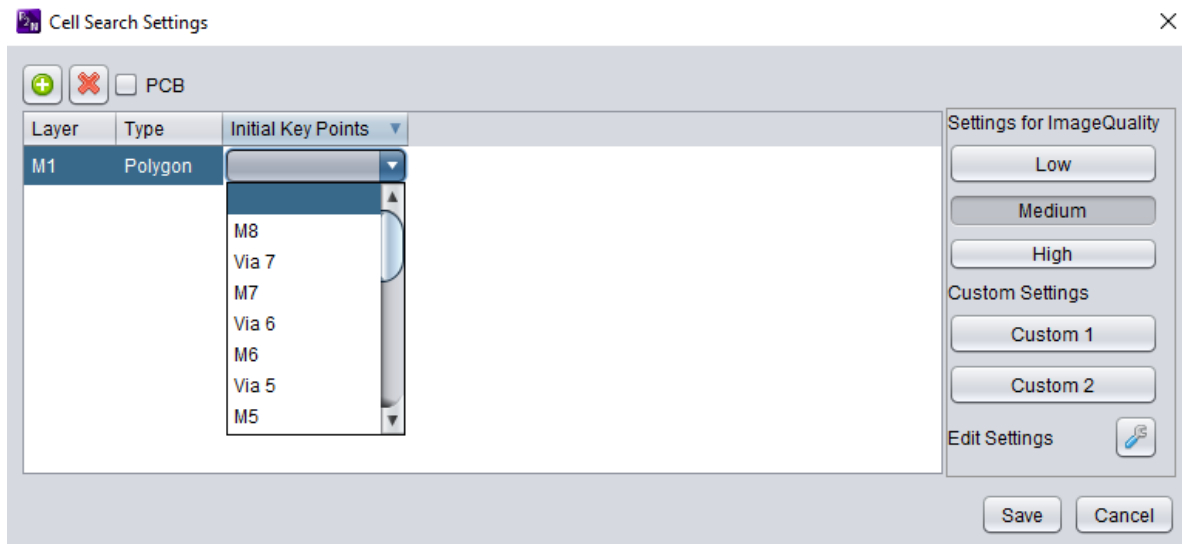 P2N Cell Search Settings
PCB
Layer Type Initial Key Points
Settings for ImageQuality
M1 Polygon
Low
M8
Medium
Via 7
M7
High
Via 6
Custom Settings
M6
Custom 1
Via 5
Custom 2
M5
Edit Settings
Save Cancel